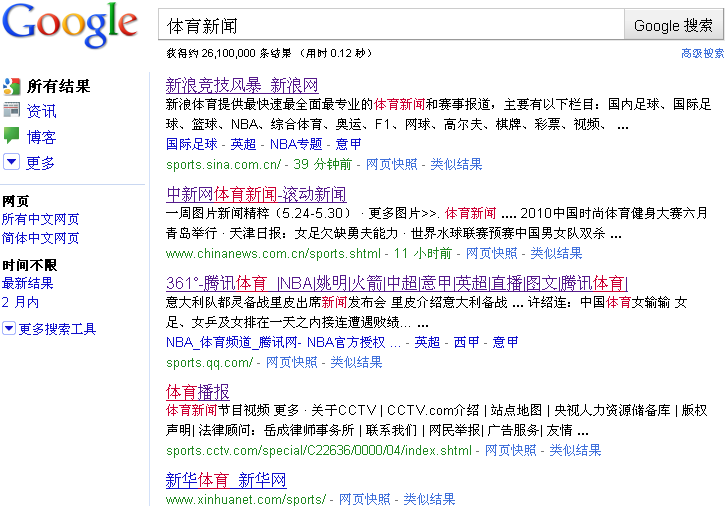 Google
体育新闻
Google 搜索
获得约 26,100,000 条结果 （用时 0.12 秒）
高级搜索
所有结果
资讯
博客
更多
网页
所有中文网页
简体中文网页
时间不限
最新结果
2 月内
更多搜索工具
新浪竞技风暴_新浪网
新浪体育提供最快速最全面最专业的体育新闻和赛事报道，主要有以下栏目：国内足球、国际足
球、篮球、NBA、综合体育、奥运、F1、网球、高尔夫、棋牌、彩票、视频、 ...
国际足球 - 英超 - NBA专题 - 意甲
sports.sina.com.cn/ - 39 分钟前 - 网页快照 - 类似结果
中新网体育新闻-滚动新闻
一周图片新闻精粹（5.24-5.30） · 更多图片>>. 体育新闻 .... 2010中国时尚体育健身大赛六月
青岛举行 · 天津日报：女足欠缺勇夫能力 · 世界水球联赛预赛中国男女队双杀 ...
www.chinanews.com.cn/sports.shtml - 11 小时前 - 网页快照 - 类似结果
361°-腾讯体育_|NBA|姚明|火箭|中超|意甲|英超|直播|图文|腾讯体育|
意大利队都灵备战里皮出席新闻发布会 里皮介绍意大利备战 ... 许绍连：中国体育女输输 女
足、女乒及女排在一天之内接连遭遇败绩... ...
NBA_体育频道_腾讯网- NBA官方授权 ... - 英超 - 西甲 - 意甲
sports.qq.com/ - 网页快照 - 类似结果
体育播报
体育新闻节目视频 更多 · 关于CCTV | CCTV.com介绍 | 站点地图 | 央视人力资源储备库 | 版权
声明| 法律顾问：岳成律师事务所 | 联系我们 | 网民举报| 广告服务| 友情 ...
sports.cctv.com/special/C22636/0000/04/index.shtml - 网页快照 - 类似结果
新华体育_新华网
www.xinhuanet.com/sports/ - 网页快照 - 类似结果